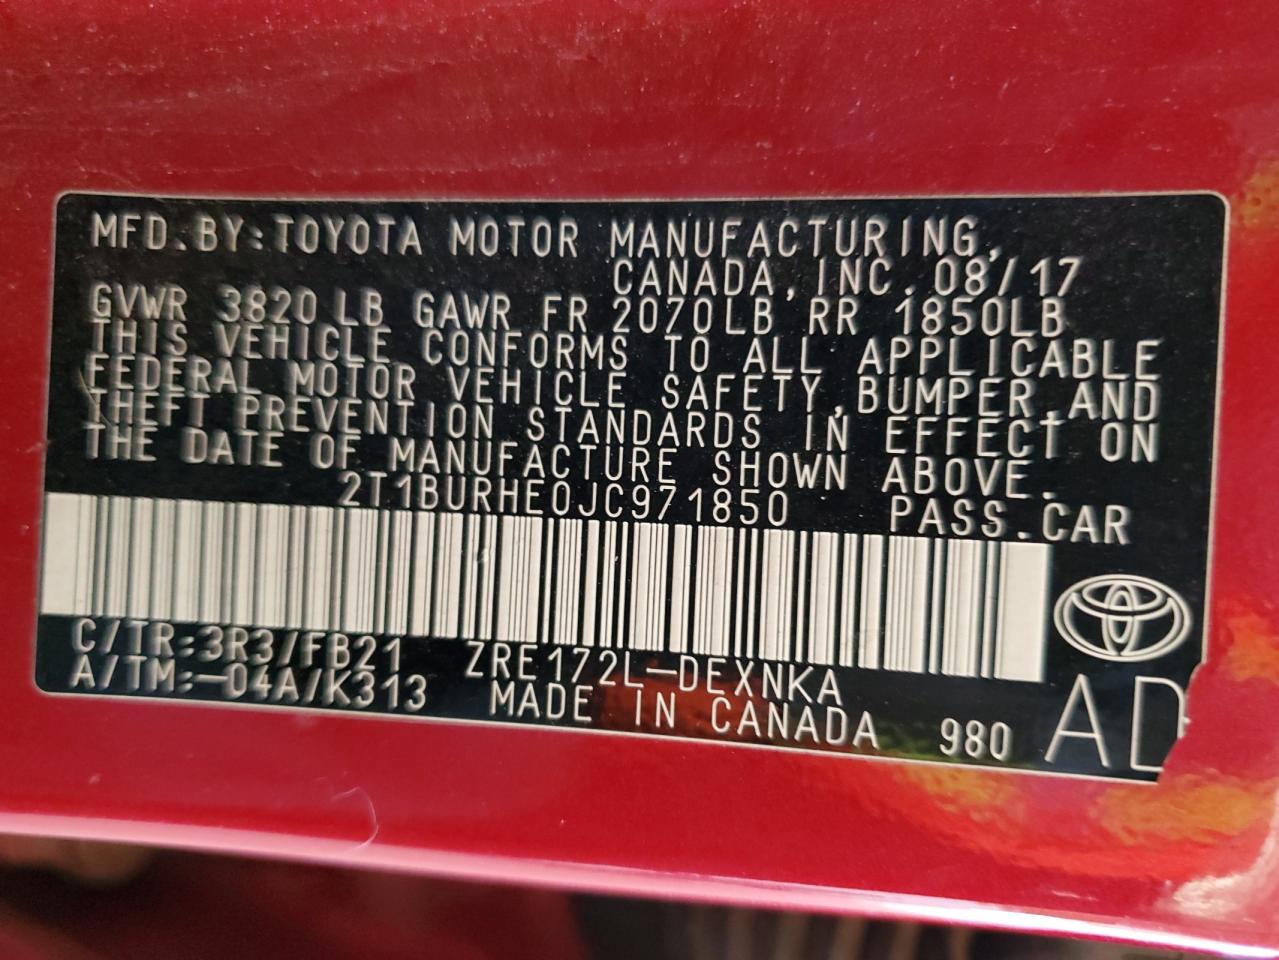 MFD.BY:TOYOTA MOTOR MANUFACTURING,
CANADA,INC.08/17
GVWR 3820LB GAWR FR 2070LB RR 1850LB
THIS VEHICLE CONFORMS TO ALL APPLICABLE
FEDERAL MOTOR VEHICLE SAFETY,BUMPER,AND
THEFT PREVENTION STANDARDS IN EFFECT ON
THE DATE OF MANUFACTURE SHOWN ABOVE.
2T1BURHE0JC971850 PASS.CAR
C/TR:3R3/FB21 ZRE172L-DEXNKA
A/TM:-04A/K313 MADE IN CANADA 980 AD